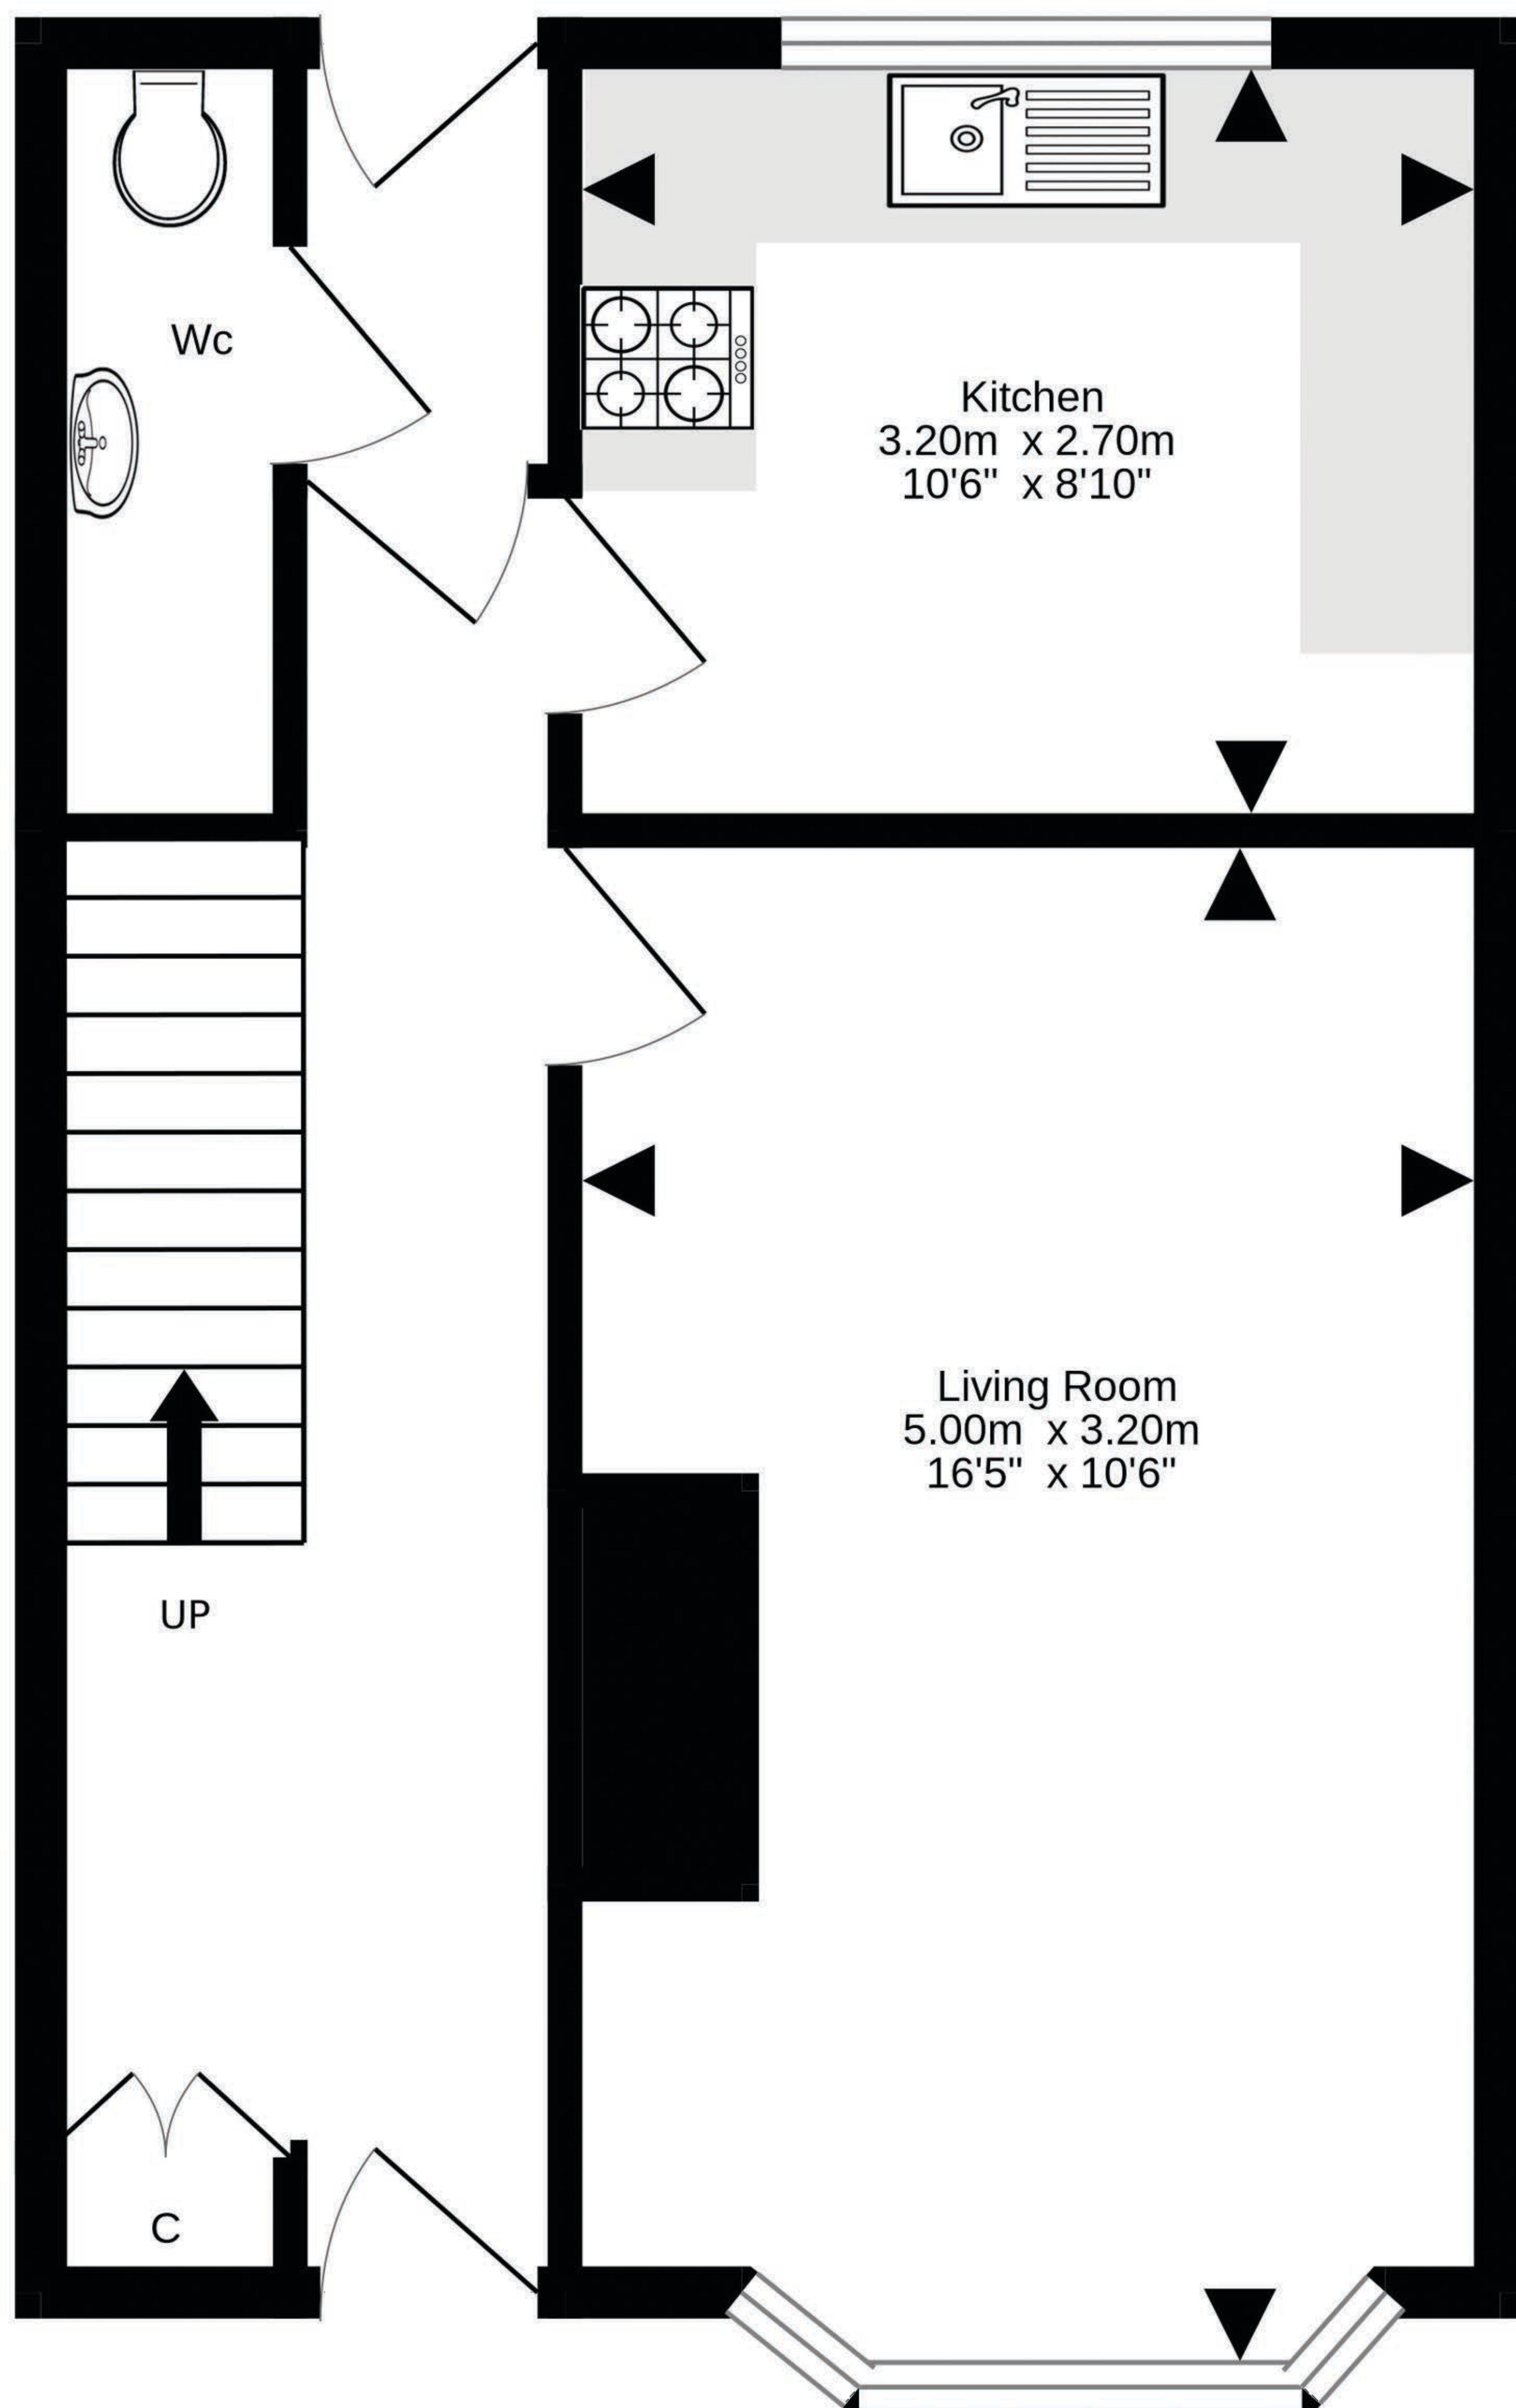 Wc
Kitchen
3.20m x 2.70m
10'6" x 8'10"
Living Room
5.00m x 3.20m
16'5" x 10'6"
UP
C